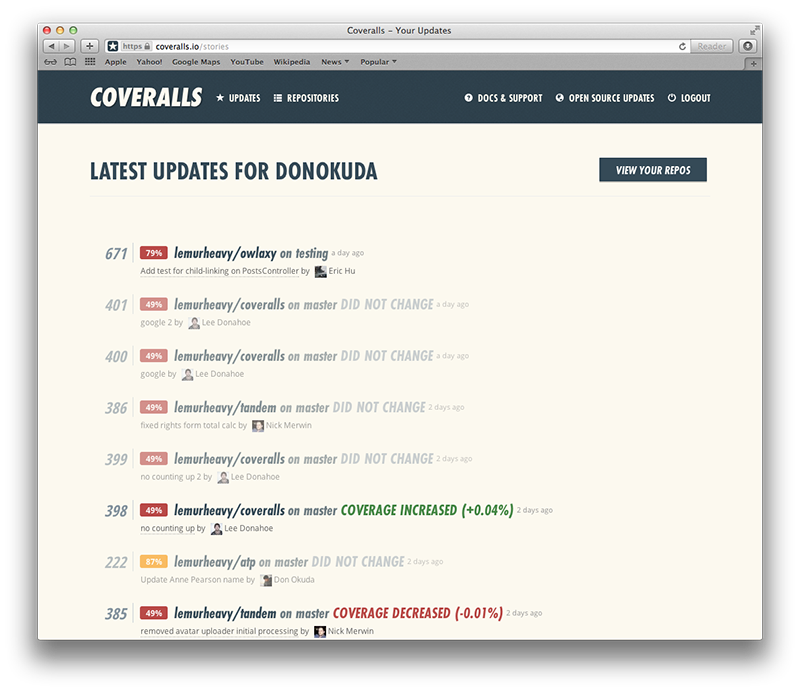 Coveralls – Your Updates
https coveralls.io/stories Reader
Apple Yahoo! Google Maps YouTube Wikipedia News Popular
COVERALLS UPDATES REPOSITORIES DOCS & SUPPORT OPEN SOURCE UPDATES LOGOUT
LATEST UPDATES FOR DONOKUDA VIEW YOUR REPOS
671 79% lemurheavy/owlaxy on testing a day ago
Add test for child-linking on PostsController by Eric Hu
401 49% lemurheavy/coveralls on master DID NOT CHANGE a day ago
google 2 by Lee Donahoe
400 49% lemurheavy/coveralls on master DID NOT CHANGE a day ago
google by Lee Donahoe
386 49% lemurheavy/tandem on master DID NOT CHANGE 2 days ago
fixed rights form total calc by Nick Merwin
399 49% lemurheavy/coveralls on master DID NOT CHANGE 2 days ago
no counting up 2 by Lee Donahoe
398 49% lemurheavy/coveralls on master COVERAGE INCREASED (+0.04%) 2 days ago
no counting up by Lee Donahoe
222 87% lemurheavy/atp on master DID NOT CHANGE 2 days ago
Update Anne Pearson name by Don Okuda
385 49% lemurheavy/tandem on master COVERAGE DECREASED (-0.01%) 2 days ago
removed avatar uploader initial processing by Nick Merwin